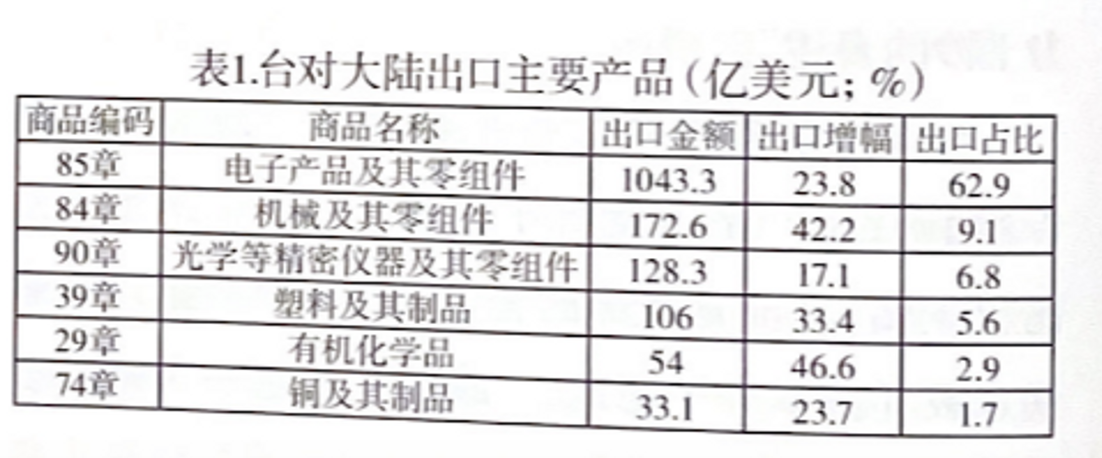 表1.台对大陆出口主要产品(亿美元;%)
商品编码 商品名称 出口金额 出口增幅 出口占比
85章 电子产品及其零组件 1043.3 23.8 62.9
84章 机械及其零组件 172.6 42.2 9.1
90章 光学等精密仪器及其零组件 128.3 17.1 6.8
39章 塑料及其制品 106 33.4 5.6
29章 有机化学品 54 46.6 2.9
74章 铜及其制品 33.1 23.7 1.7